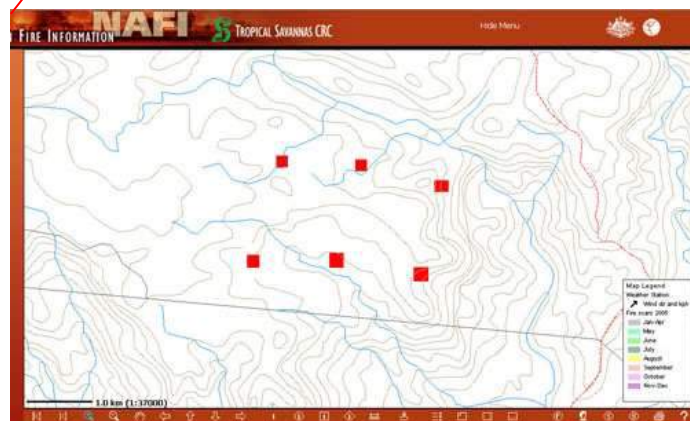 N FIRE INFORMATION
NAFI
TROPICAL SAVANNAS CRC
Hide Menu
Map Legend
Weather Station
Wind dir and kph
Fire scars 2005
Jan-Apr
May
June
July
August
September
October
Nov-Dec
1.0 km (1:37000)